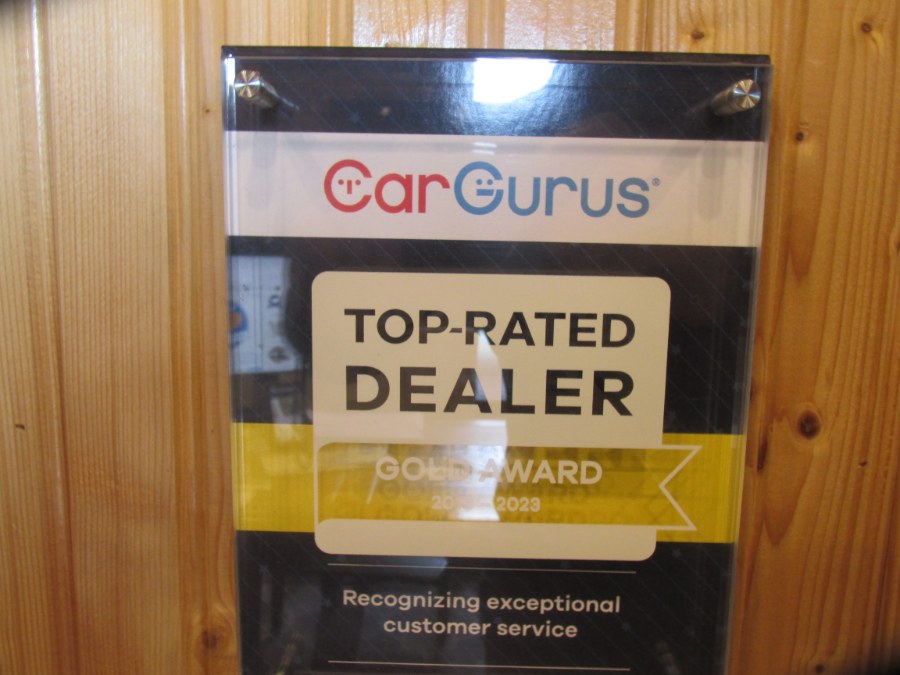 CarGurus®
TOP-RATED
DEALER
GOLD AWARD
2023
Recognizing exceptional
customer service